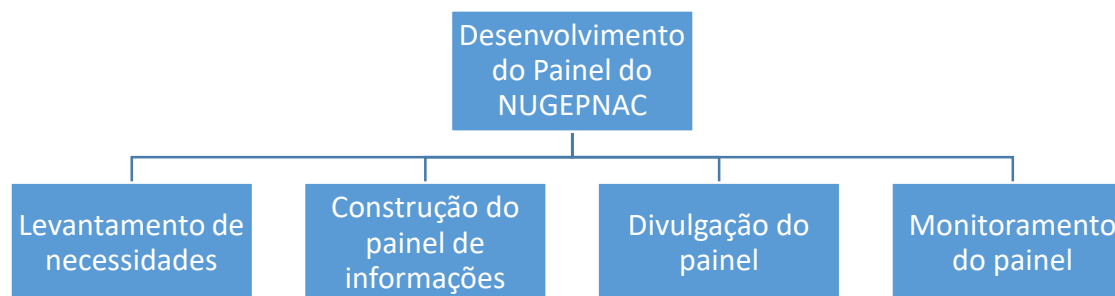 Desenvolvimento
do Painel do
NUGEPNAC
Levantamento de
necessidades
Construção do
painel de
informações
Divulgação do
painel
Monitoramento
do painel